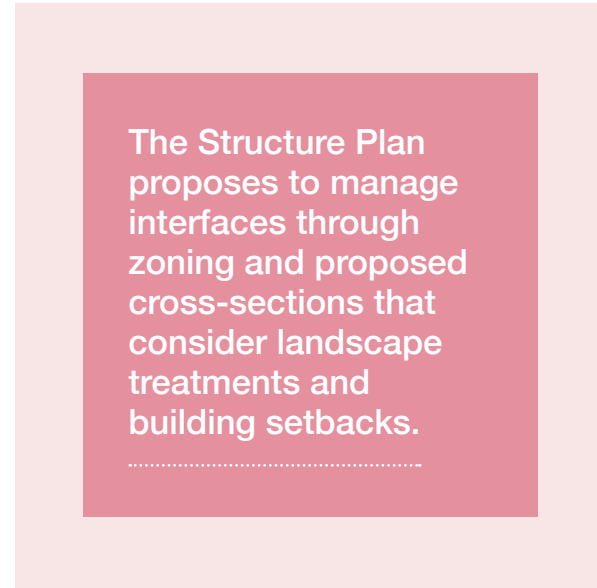 The Structure Plan
proposes to manage
interfaces through
zoning and proposed
cross-sections that
consider landscape
treatments and
building setbacks.